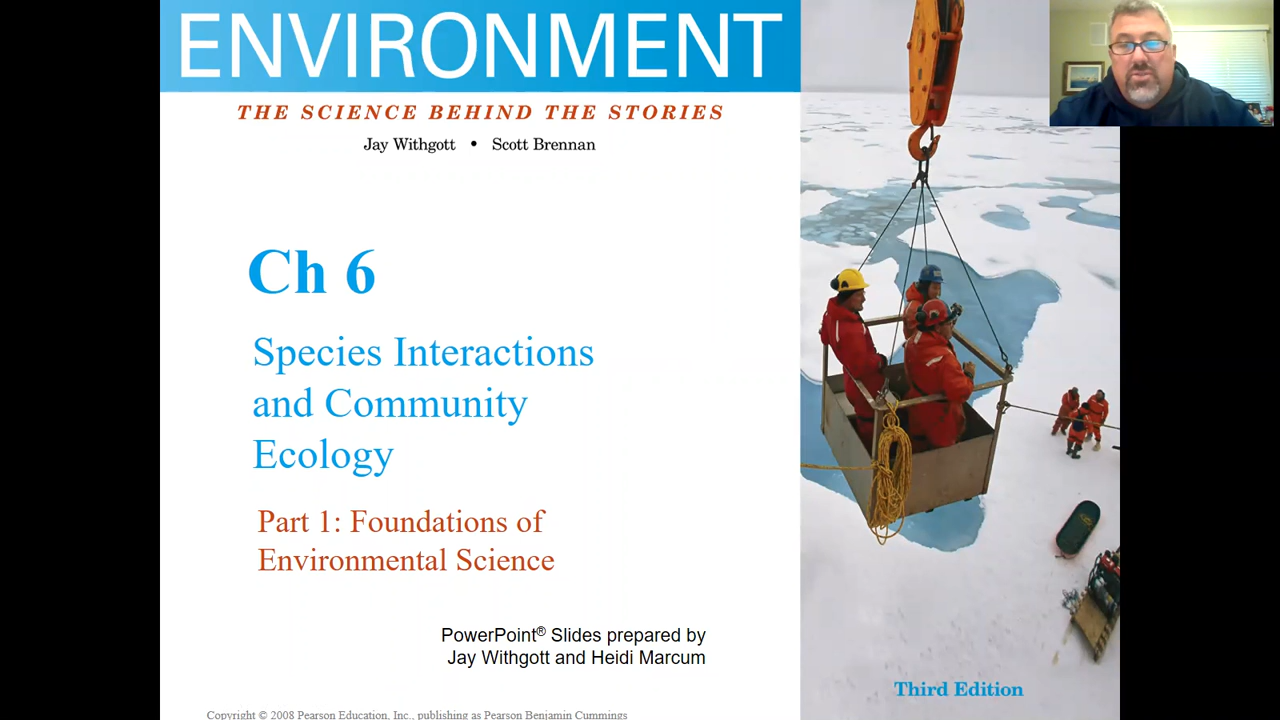 ENVIRONMENT
THE SCIENCE BEHIND THE STORIES
Jay Withgott • Scott Brennan
Ch 6
Species Interactions
and Community
Ecology
Part 1: Foundations of
Environmental Science
PowerPoint® Slides prepared by
Jay Withgott and Heidi Marcum
Third Edition
Copyright © 2008 Pearson Education, Inc., publishing as Pearson Benjamin Cummings